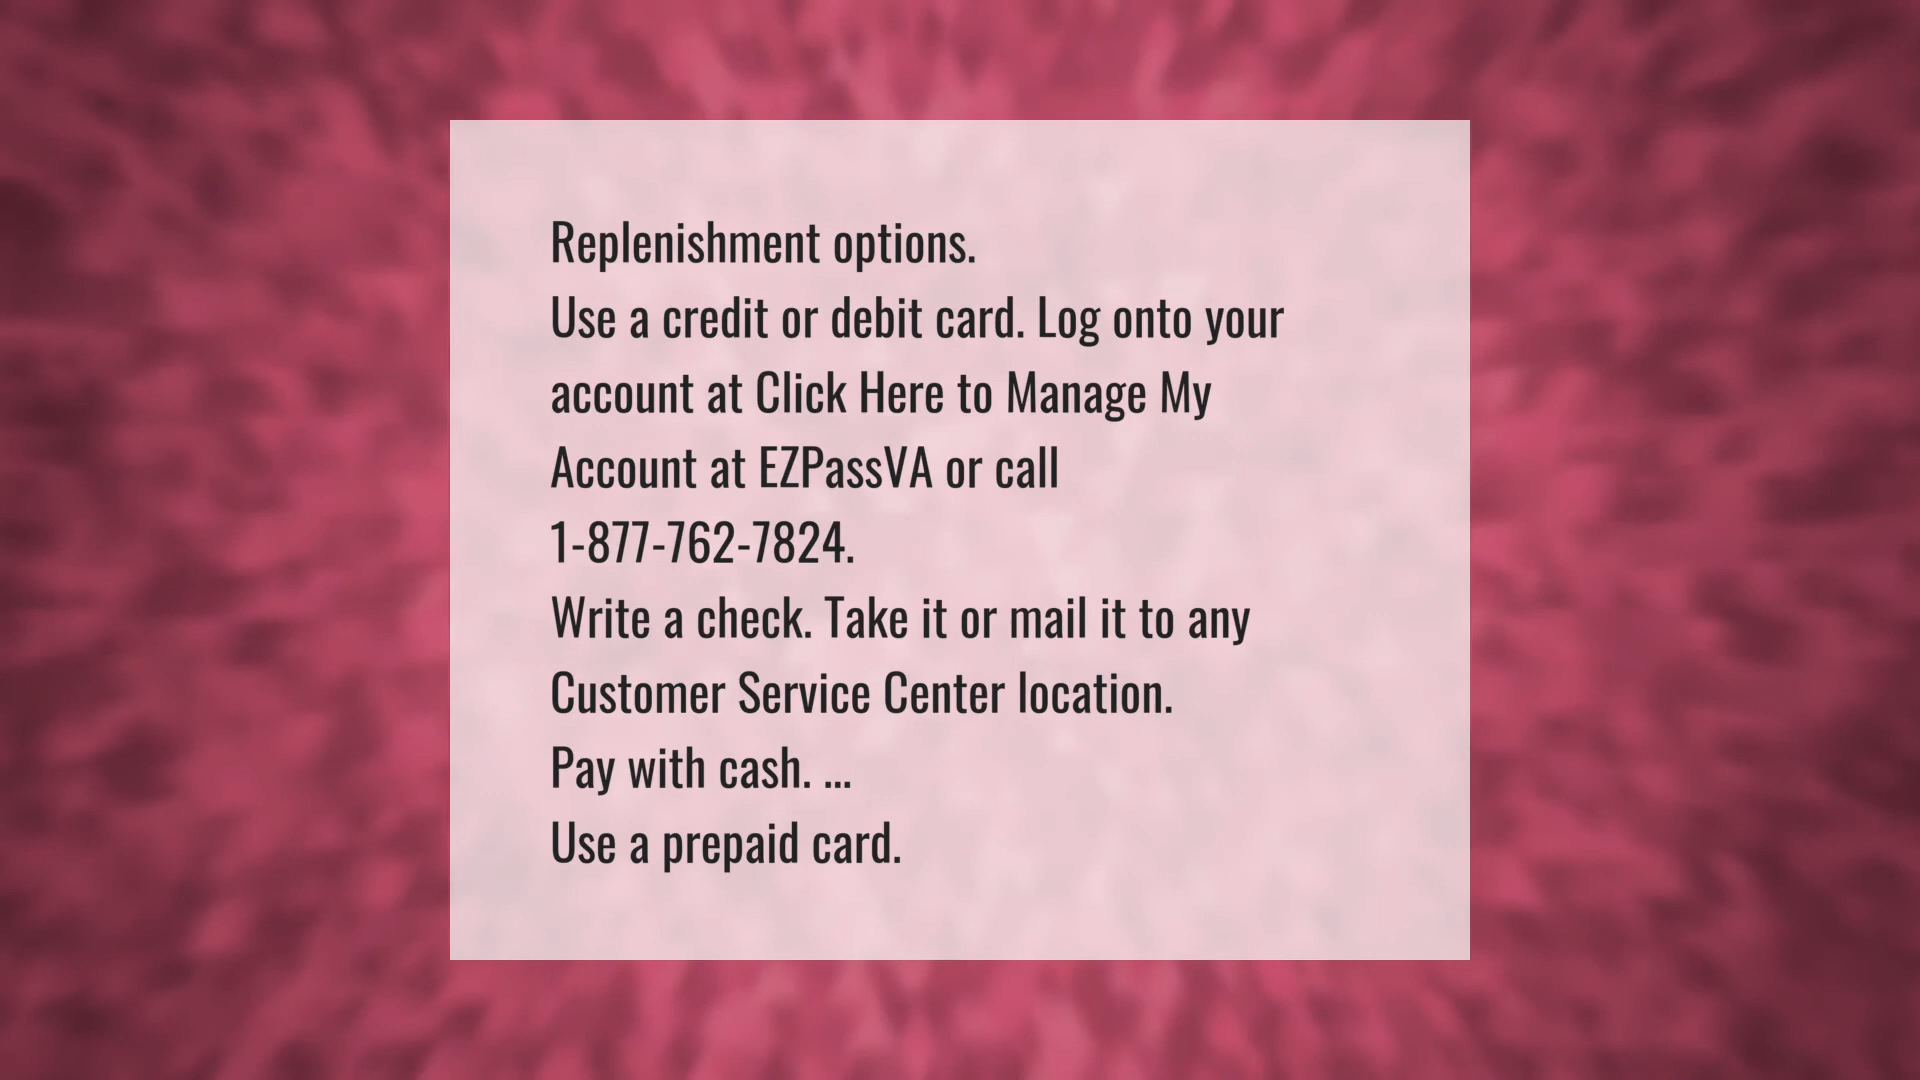 Replenishment options.
Use a credit or debit card. Log onto your
account at Click Here to Manage My
Account at EZPassVA or call
1-877-762-7824.
Write a check. Take it or mail it to any
Customer Service Center location.
Pay with cash. ...
Use a prepaid card.